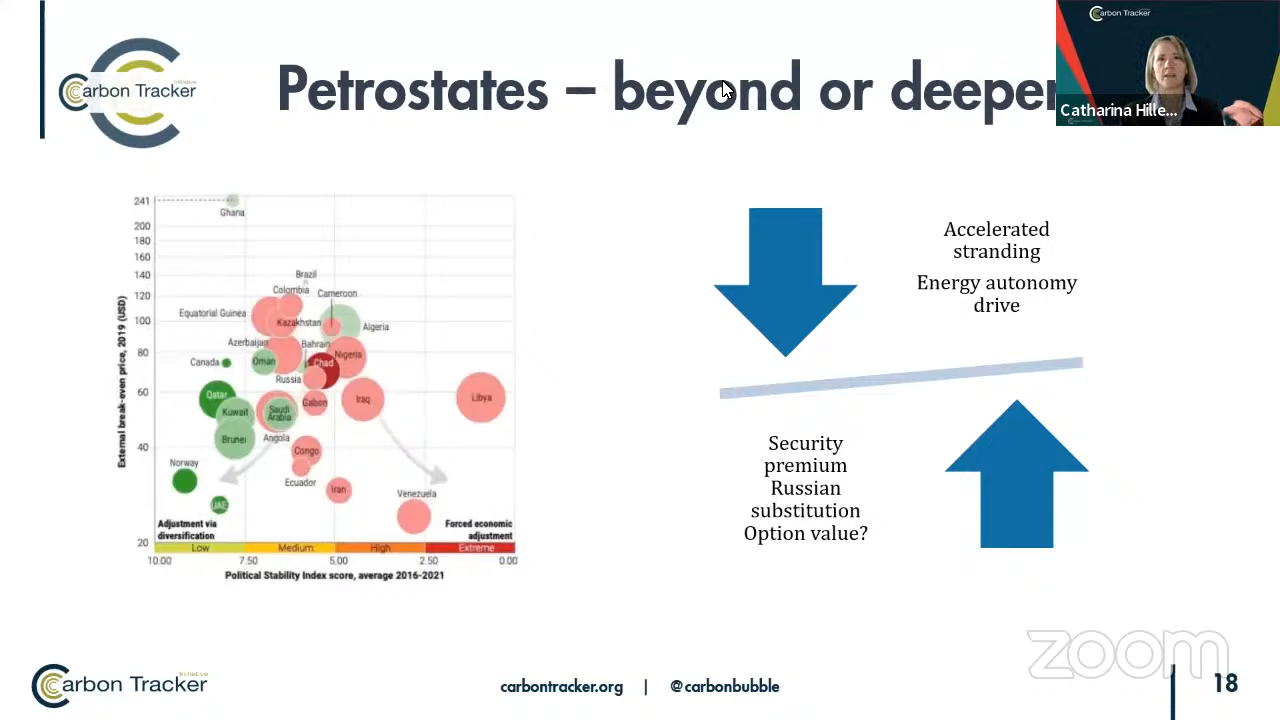 Carbon Tracker
Initiative
Petrostates – beyond or deeper
Carbon Tracker
Catharina Hille...
External break-even price, 2019 (USD)
241
200
180
160
140
120
100
80
60
40
20
Ghana
Brazil
Colombia
Cameroon
Equatorial Guinea
Kazakhstan
Algeria
Azerbaijan
Bahrain
Nigeria
Canada
Oman
Chad
Russia
Qatar
Kuwait
Saudi
Arabia
Gabon
Iraq
Libya
Brunei
Angola
Congo
Norway
Ecuador
Iran
Venezuela
UAE
Adjustment via
diversification
Forced economic
adjustment
Low
Medium
High
Extreme
10.00 7.50 5.00 2.50 0.00
Political Stability Index score, average 2016-2021
Accelerated
stranding
Energy autonomy
drive
Security
premium
Russian
substitution
Option value?
zoom
Carbon Tracker
Initiative
carbontracker.org | @carbonbubble
18